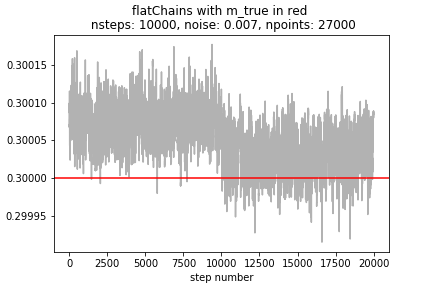 flatChains with m_true in red
nsteps: 10000, noise: 0.007, npoints: 27000
0.30015
0.30010
0.30005
0.30000
0.29995
0 2500 5000 7500 10000 12500 15000 17500 20000
step number